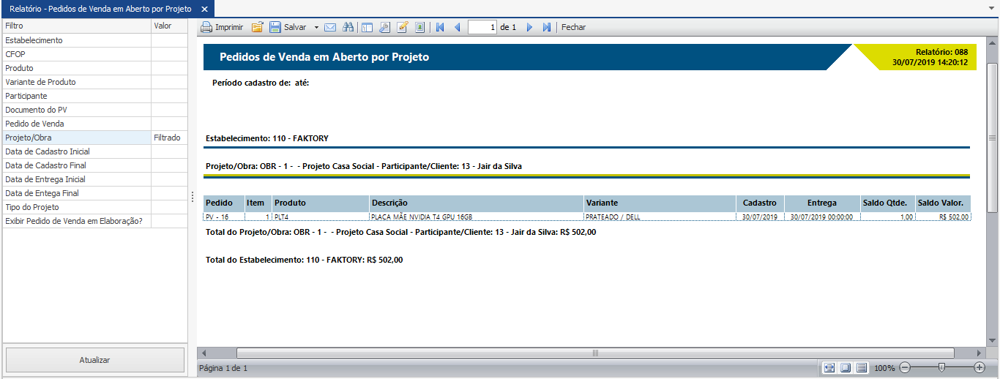 Relatório - Pedidos de Venda em Aberto por Projeto
Filtro Valor
Estabelecimento
CFOP
Produto
Variante de Produto
Participante
Documento do PV
Pedido de Venda
Projeto/Obra Filtrado
Data de Cadastro Inicial
Data de Cadastro Final
Data de Entrega Inicial
Data de Entega Final
Tipo do Projeto
Exibir Pedido de Venda em Elaboração?
Atualizar
Imprimir Salvar 1 de 1 Fechar
Pedidos de Venda em Aberto por Projeto
Relatório: 088
30/07/2019 14:20:12
Período cadastro de: até:
Estabelecimento: 110 - FAKTORY
Projeto/Obra: OBR - 1 - - Projeto Casa Social - Participante/Cliente: 13 - Jair da Silva
Pedido Item Produto Descrição Variante Cadastro Entrega Saldo Qtde. Saldo Valor.
PV - 16 1 PLT4 PLACA MÃE NVIDIA T4 GPU 16GB PRATEADO / DELL 30/07/2019 30/07/2019 00:00:00 1,00 R$ 502,00
Total do Projeto/Obra: OBR - 1 - - Projeto Casa Social - Participante/Cliente: 13 - Jair da Silva: R$ 502,00
Total do Estabelecimento: 110 - FAKTORY: R$ 502,00
Página 1 de 1
100%